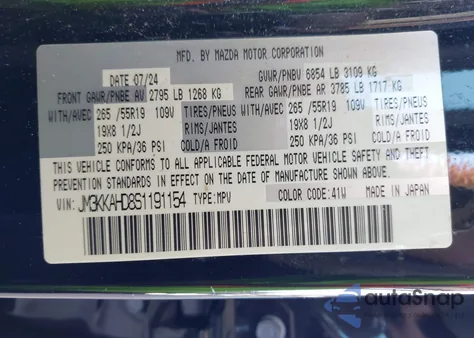 MFD. BY MAZDA MOTOR CORPORATION
DATE 07/24 GVWR/PNBV 6854 LB 3109 KG
FRONT GAWR/PNBE AV 2795 LB 1268 KG REAR GAWR/PNBE AR 3785 LB 1717 KG
WITH/AVEC 265 /55R19 109V TIRES/PNEUS WITH/AVEC 265 /55R19 109V TIRES/PNEUS
19X8 1/2J RIMS/JANTES 19X8 1/2J RIMS/JANTES
250 KPA/36 PSI COLD/A FROID 250 KPA/36 PSI COLD/A FROID
THIS VEHICLE CONFORMS TO ALL APPLICABLE FEDERAL MOTOR VEHICLE SAFETY, BUMPER, AND THEFT
PREVENTION STANDARDS IN EFFECT ON THE DATE OF MANUFACTURE SHOWN ABOVE.
VIN: JM3KKAHD8S1191154 TYPE: MPV COLOR CODE: 41W MADE IN JAPAN
autoSnap